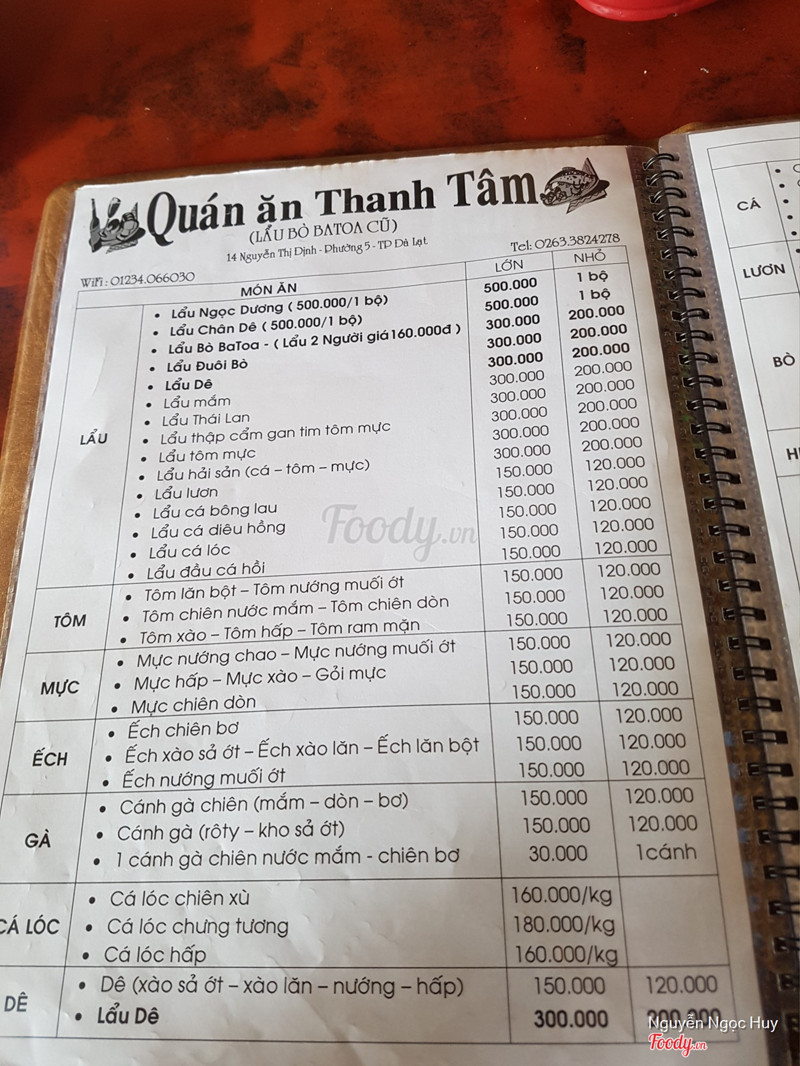 Quán ăn Thanh Tâm
(LẨU BÒ BATOA CŨ)
14 Nguyễn Thị Định - Phường 5 - TP Đà Lạt
WiFi : 01234.066030
Tel: 0263.3824278
MÓN ĂN LỚN NHỎ
LẨU
• Lẩu Ngọc Dương ( 500.000/1 bộ) 500.000 1 bộ
• Lẩu Chân Dê ( 500.000/1 bộ) 500.000 1 bộ
• Lẩu Bò BaToa - ( Lẩu 2 Người giá160.000đ ) 300.000 200.000
• Lẩu Đuôi Bò 300.000 200.000
• Lẩu Dê 300.000 200.000
• Lẩu mắm 300.000 200.000
• Lẩu Thái Lan 300.000 200.000
• Lẩu thập cẩm gan tim tôm mực 300.000 200.000
• Lẩu tôm mực 300.000 200.000
• Lẩu hải sản (cá – tôm – mực) 300.000 200.000
• Lẩu lươn 150.000 120.000
• Lẩu cá bông lau 150.000 120.000
• Lẩu cá diêu hồng 150.000 120.000
• Lẩu cá lóc 150.000 120.000
• Lẩu đầu cá hồi 150.000 120.000
TÔM
• Tôm lăn bột – Tôm nướng muối ớt 150.000 120.000
• Tôm chiên nước mắm – Tôm chiên dòn 150.000 120.000
• Tôm xào – Tôm hấp – Tôm ram mặn 150.000 120.000
MỰC
• Mực nướng chao – Mực nướng muối ớt 150.000 120.000
• Mực hấp – Mực xào – Gỏi mực 150.000 120.000
• Mực chiên dòn 150.000 120.000
ẾCH
• Ếch chiên bơ 150.000 120.000
• Ếch xào sả ớt – Ếch xào lăn – Ếch lăn bột 150.000 120.000
• Ếch nướng muối ớt 150.000 120.000
GÀ
• Cánh gà chiên (mắm – dòn – bơ) 150.000 120.000
• Cánh gà (rôty – kho sả ớt) 150.000 120.000
• 1 cánh gà chiên nước mắm - chiên bơ 30.000 1cánh
CÁ LÓC
• Cá lóc chiên xù 160.000/kg
• Cá lóc chưng tương 180.000/kg
• Cá lóc hấp 160.000/kg
DÊ
• Dê (xào sả ớt – xào lăn – nướng – hấp) 150.000 120.000
• Lẩu Dê 300.000 200.000
CÁ
LƯƠN
BÒ
Foody.vn
Nguyễn Ngọc Huy
Foody.vn